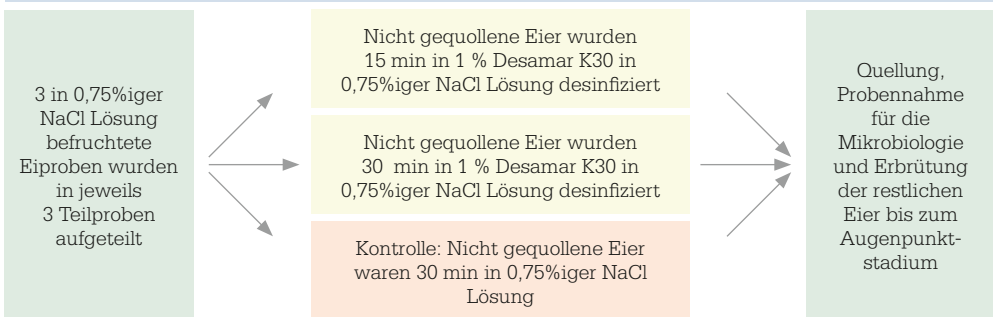 3 in 0,75%iger
NaCl Lösung
befruchtete
Eiproben wurden
in jeweils
3 Teilproben
aufgeteilt
Nicht gequollene Eier wurden
15 min in 1 % Desamar K30 in
0,75%iger NaCl Lösung desinfiziert
Nicht gequollene Eier wurden
30 min in 1 % Desamar K30 in
0,75%iger NaCl Lösung desinfiziert
Kontrolle: Nicht gequollene Eier
waren 30 min in 0,75%iger NaCl
Lösung
Quellung,
Probennahme
für die
Mikrobiologie
und Erbrütung
der restlichen
Eier bis zum
Augenpunkt-
stadium